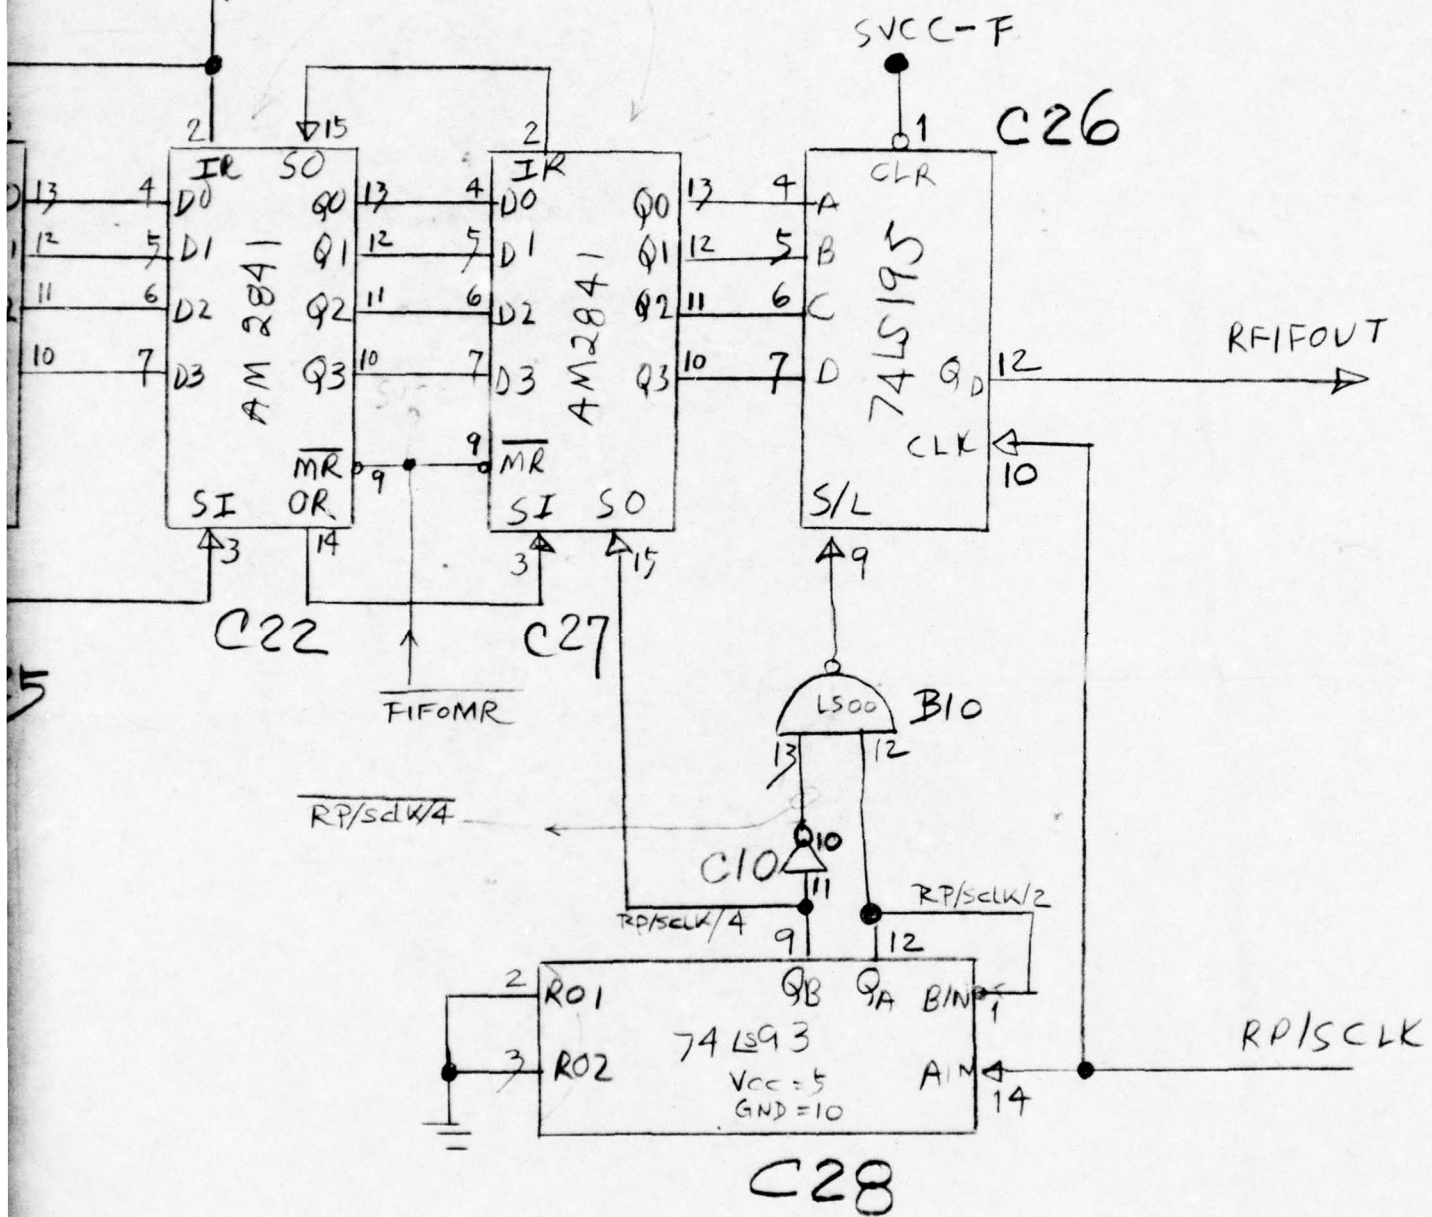 5VCC-F
C26
2
15
2
1
IR SO
IR
CLR
13 4 D0 Q0 13 4 D0 Q0 13 4 A
12 5 D1 Q1 12 5 D1 Q1 12 5 B
11 6 D2 Q2 11 6 D2 Q2 11 6 C
10 7 D3 Q3 10 7 D3 Q3 10 7 D QD 12
AM 2841
AM2841
74LS195
RFIFOUT
MR 9 9 MR
CLK
10
SI OR
SI SO
S/L
3 14
3 15
9
C22
C27
FIFOMR
LS00 B10
13 12
RP/SCLK/4
C10 10
11
RP/SCLK/4
RP/SCLK/2
9 12
2 R01
QB QA BIN 1
74LS93
3 R02
VCC = 5
GND = 10
AIN 14
RP/SCLK
C28